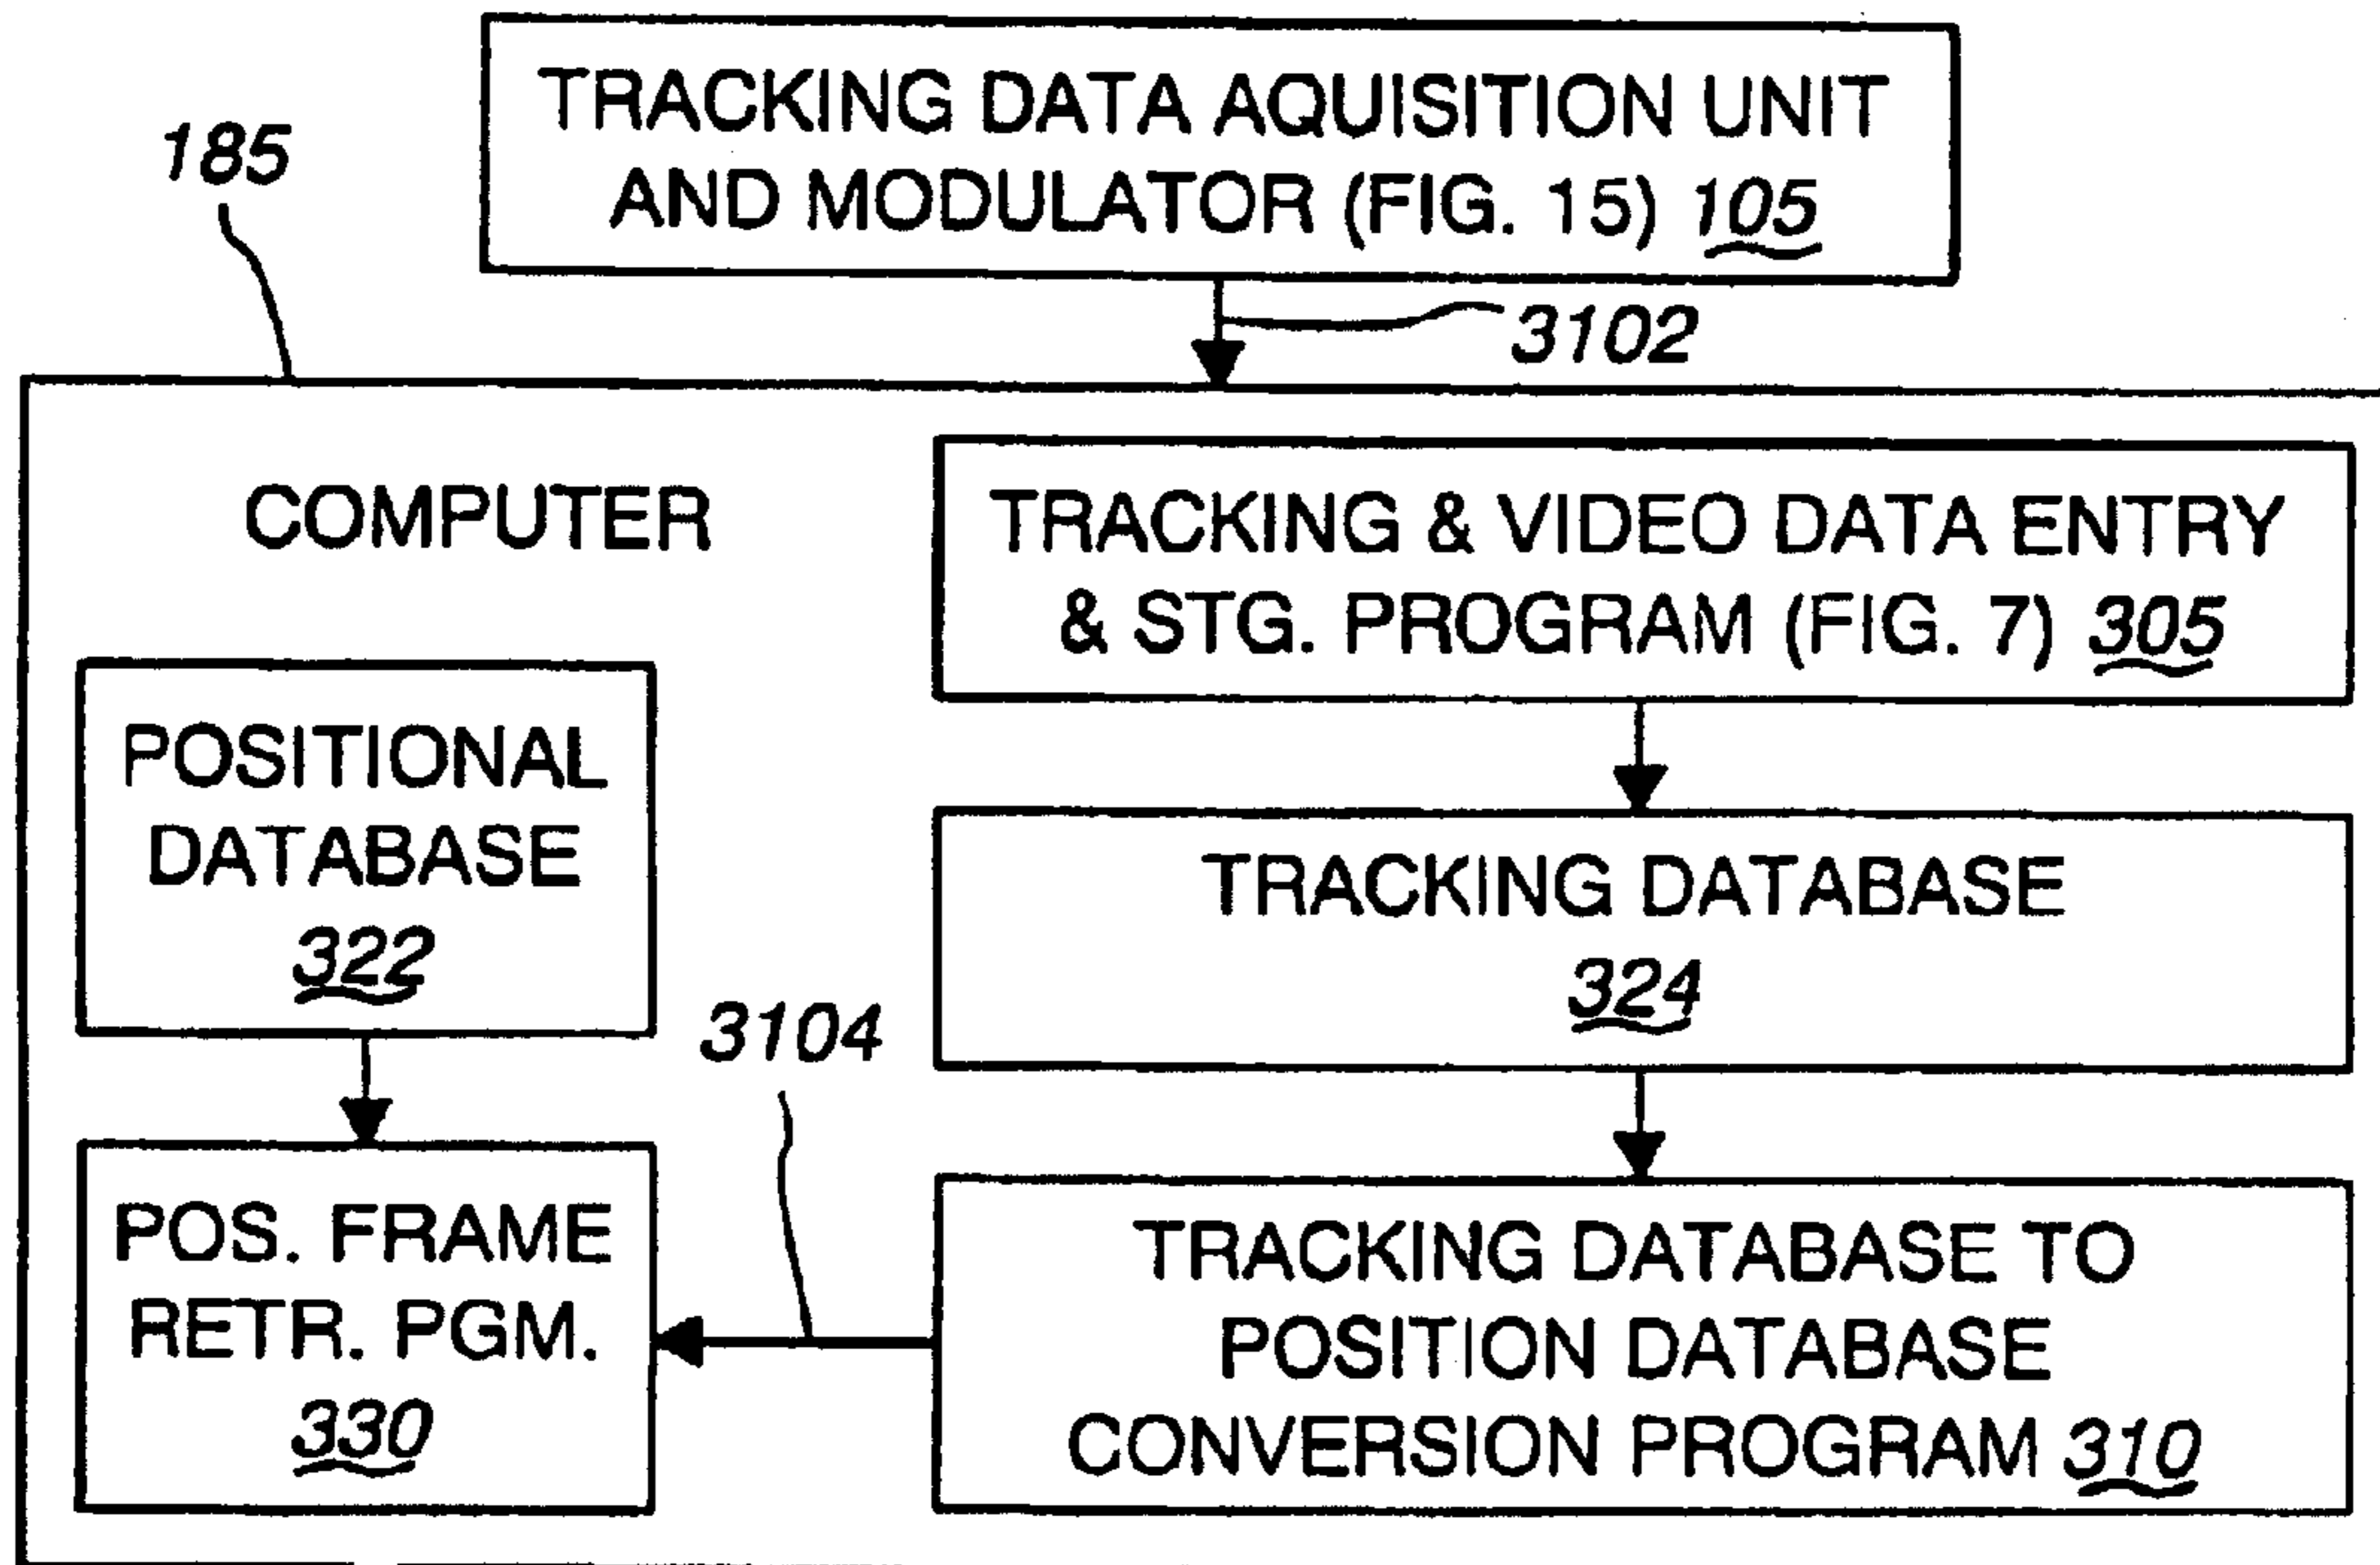 TRACKING DATA AQUISITION UNIT
AND MODULATOR (FIG. 15) 105
185
3102
COMPUTER
TRACKING & VIDEO DATA ENTRY
& STG. PROGRAM (FIG. 7) 305
POSITIONAL
DATABASE
322
TRACKING DATABASE
324
3104
POS. FRAME
RETR. PGM.
330
TRACKING DATABASE TO
POSITION DATABASE
CONVERSION PROGRAM 310